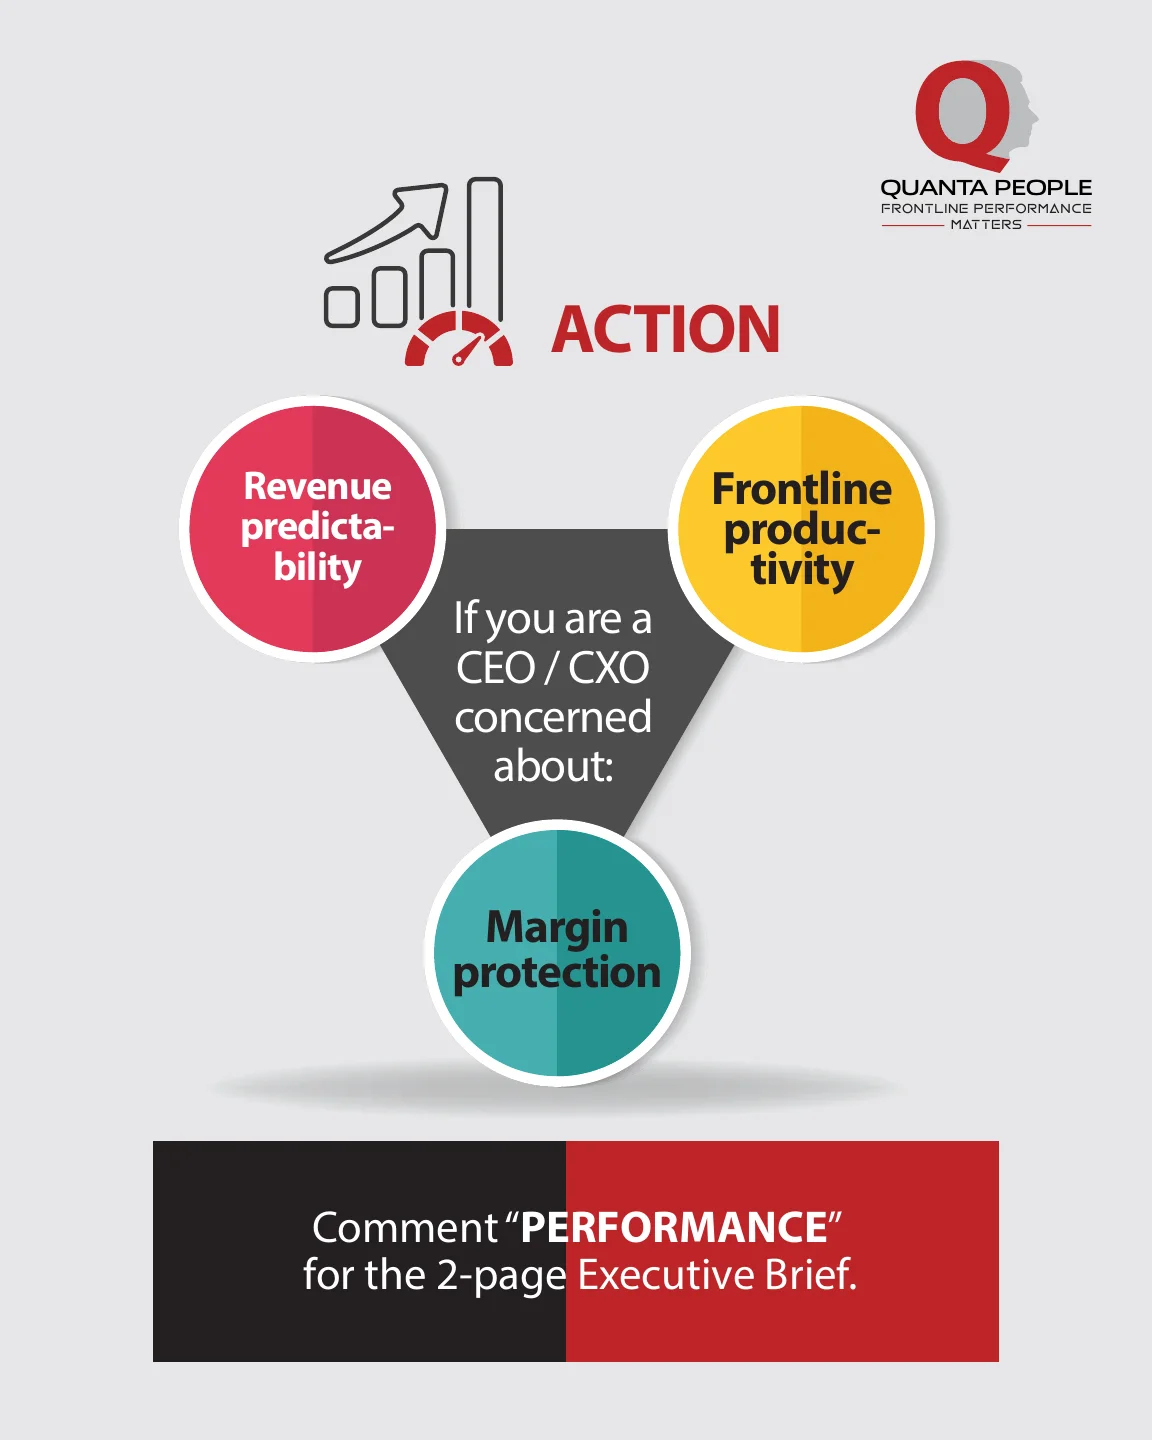 QUANTA PEOPLE
FRONTLINE PERFORMANCE
MATTERS
ACTION
Revenue
predicta-
bility
Frontline
produc-
tivity
If you are a
CEO / CXO
concerned
about:
Margin
protection
Comment “PERFORMANCE”
for the 2-page Executive Brief.